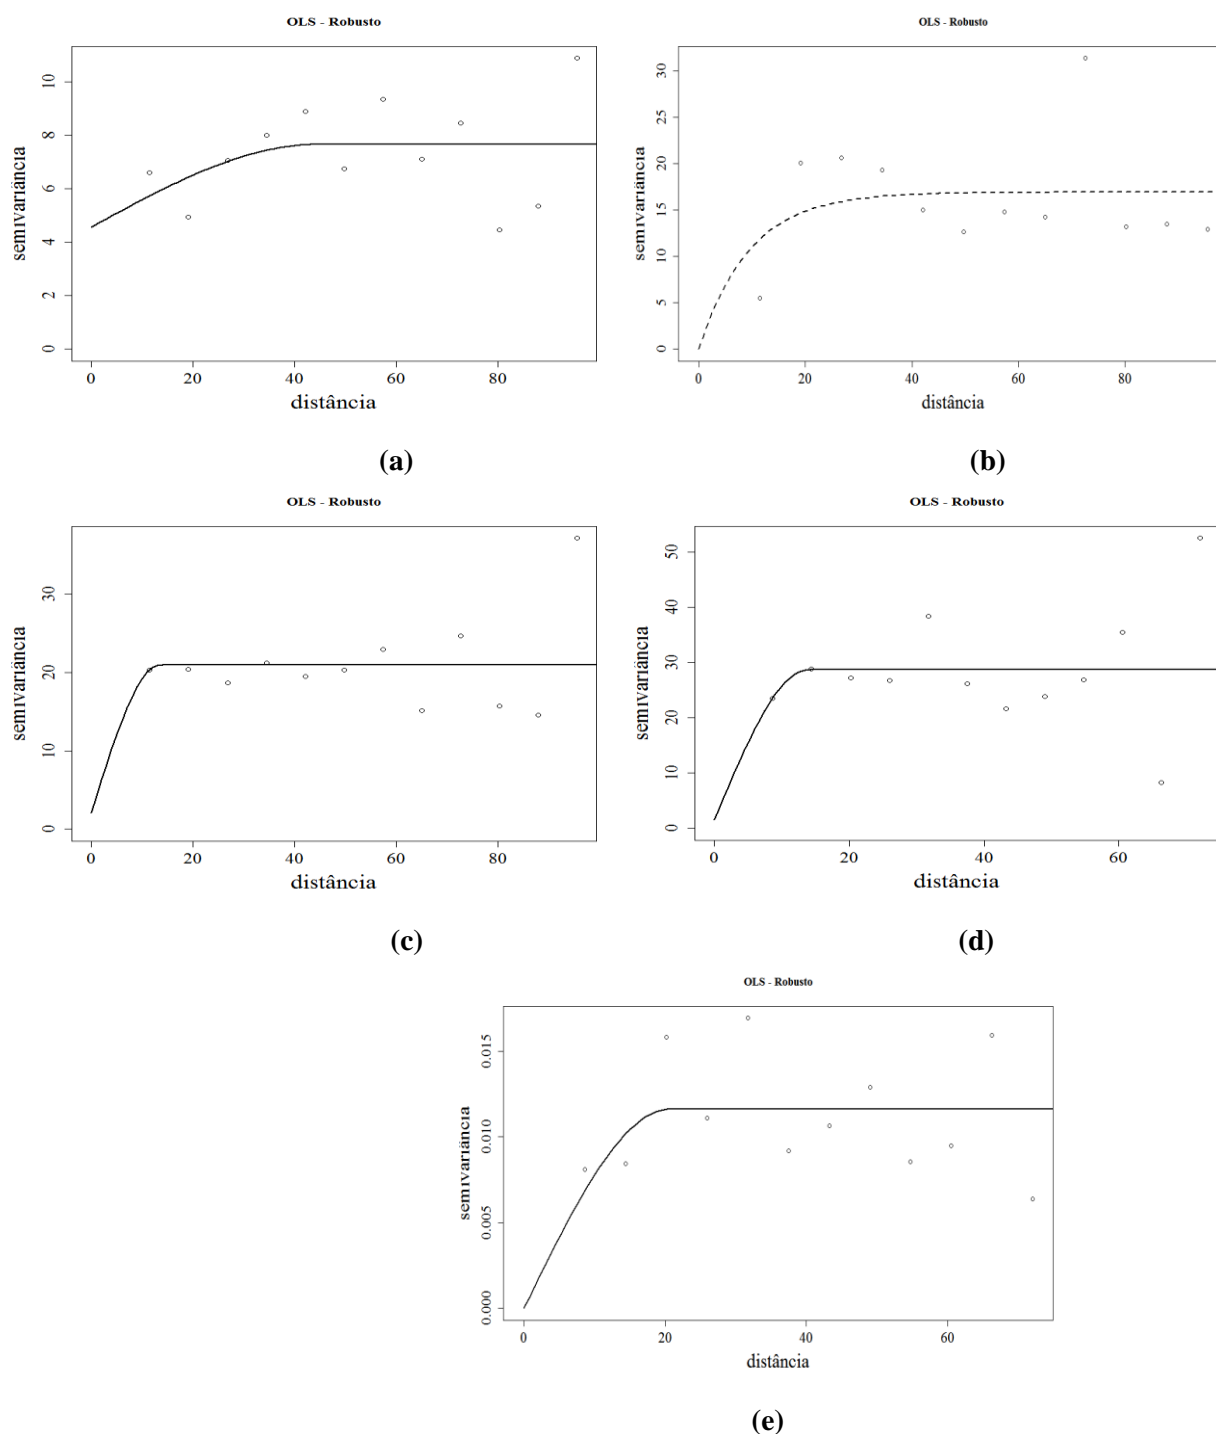 OLS - Robusto
semivariância
10
8
6
4
2
0
0 20 40 60 80
distância
(a)
OLS - Robusto
semivariância
30
25
20
15
10
5
0
0 20 40 60 80
distância
(b)
OLS - Robusto
semivariância
30
20
10
0
0 20 40 60 80
distância
(c)
OLS - Robusto
semivariância
50
40
30
20
10
0
0 20 40 60
distância
(d)
OLS - Robusto
semivariância
0.015
0.010
0.005
0.000
0 20 40 60
distância
(e)